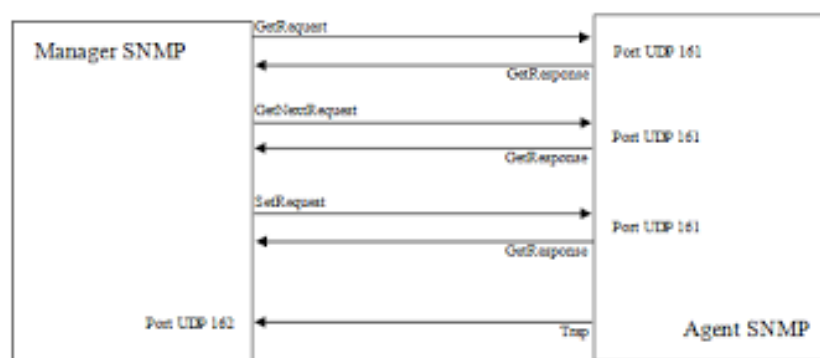 GetRequest
Manager SNMP
Port UDP 161
GetResponse
GetNextRequest
Port UDP 161
GetResponse
SetRequest
Port UDP 161
GetResponse
Port UDP 162
Trap
Agent SNMP